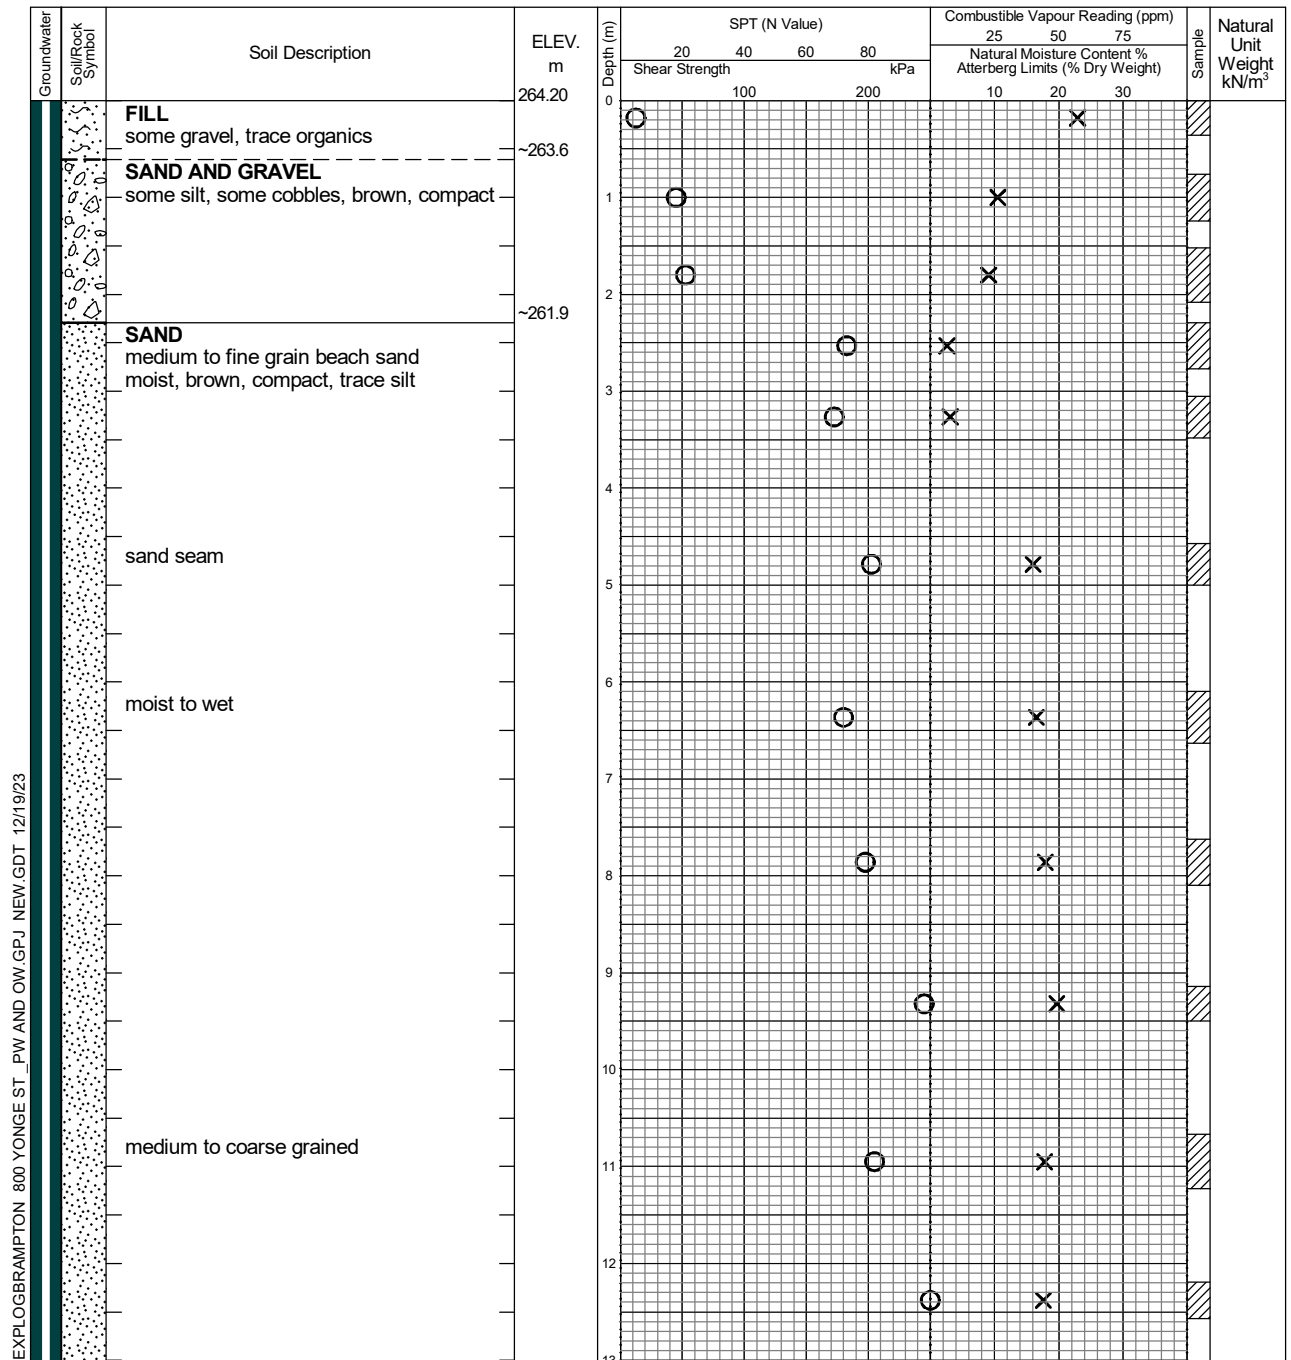 Groundwater
Soil/Rock
Symbol
Soil Description
ELEV.
m
Depth (m)
SPT (N Value)
20 40 60 80
Shear Strength kPa
100 200
Combustible Vapour Reading (ppm)
25 50 75
Natural Moisture Content %
Atterberg Limits (% Dry Weight)
10 20 30
Sample
Natural
Unit
Weight
kN/m³
264.20
0
FILL
some gravel, trace organics
~263.6
SAND AND GRAVEL
some silt, some cobbles, brown, compact
1
2
~261.9
SAND
medium to fine grain beach sand
moist, brown, compact, trace silt
3
4
sand seam
5
6
moist to wet
7
8
9
10
medium to coarse grained
11
12
13
EXPLOGBRAMPTON 800 YONGE ST _PW AND OW.GPJ NEW.GDT 12/19/23